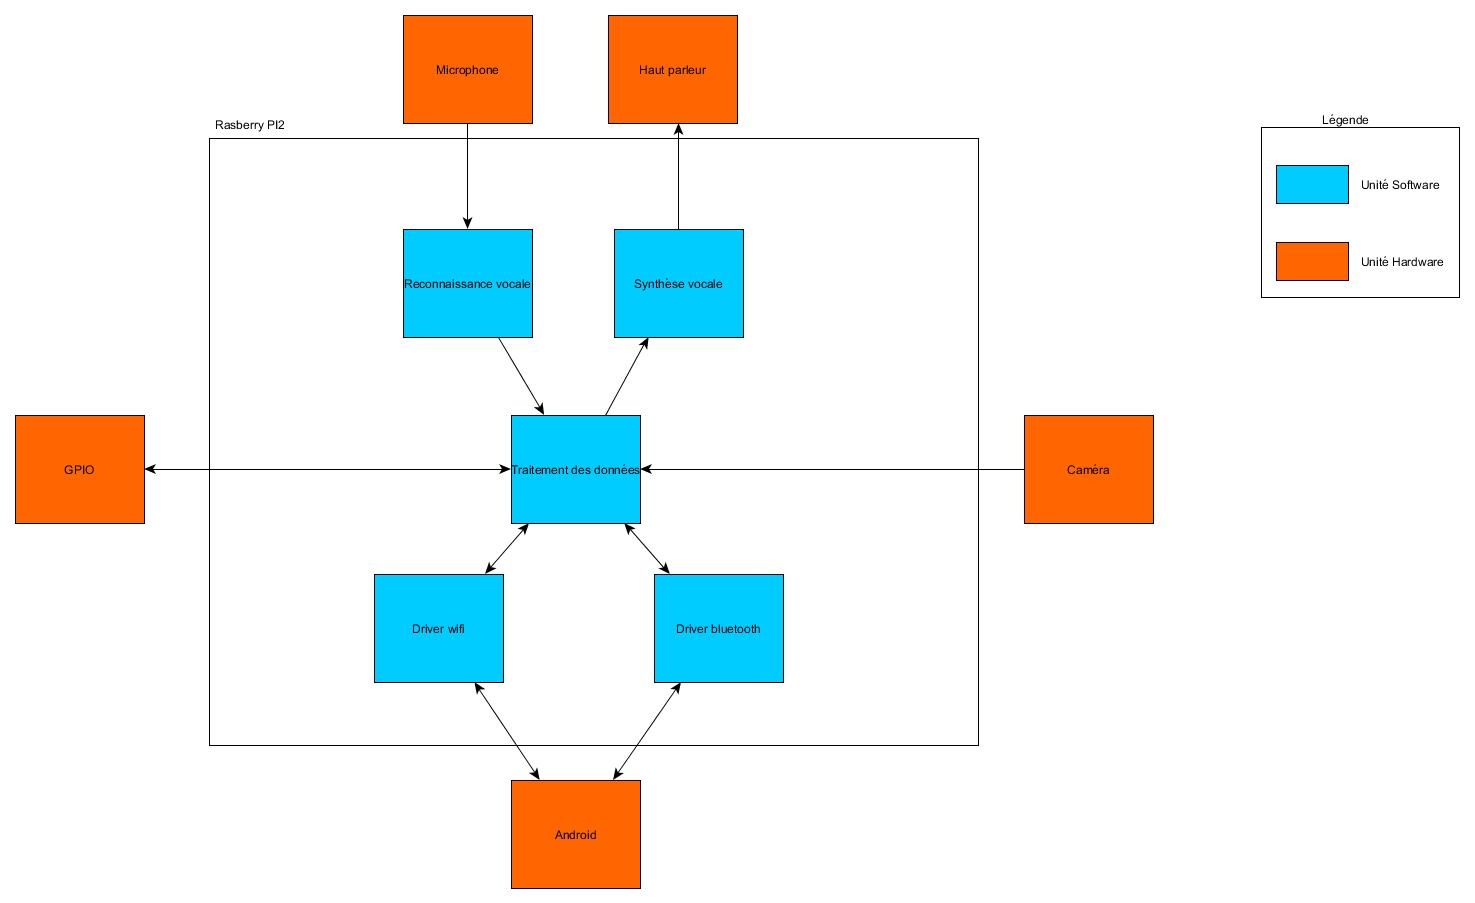 Microphone
Haut parleur
Rasberry PI2
Légende
Unité Software
Unité Hardware
Reconnaissance vocale
Synthèse vocale
GPIO
Traitement des données
Caméra
Driver wifi
Driver bluetooth
Android